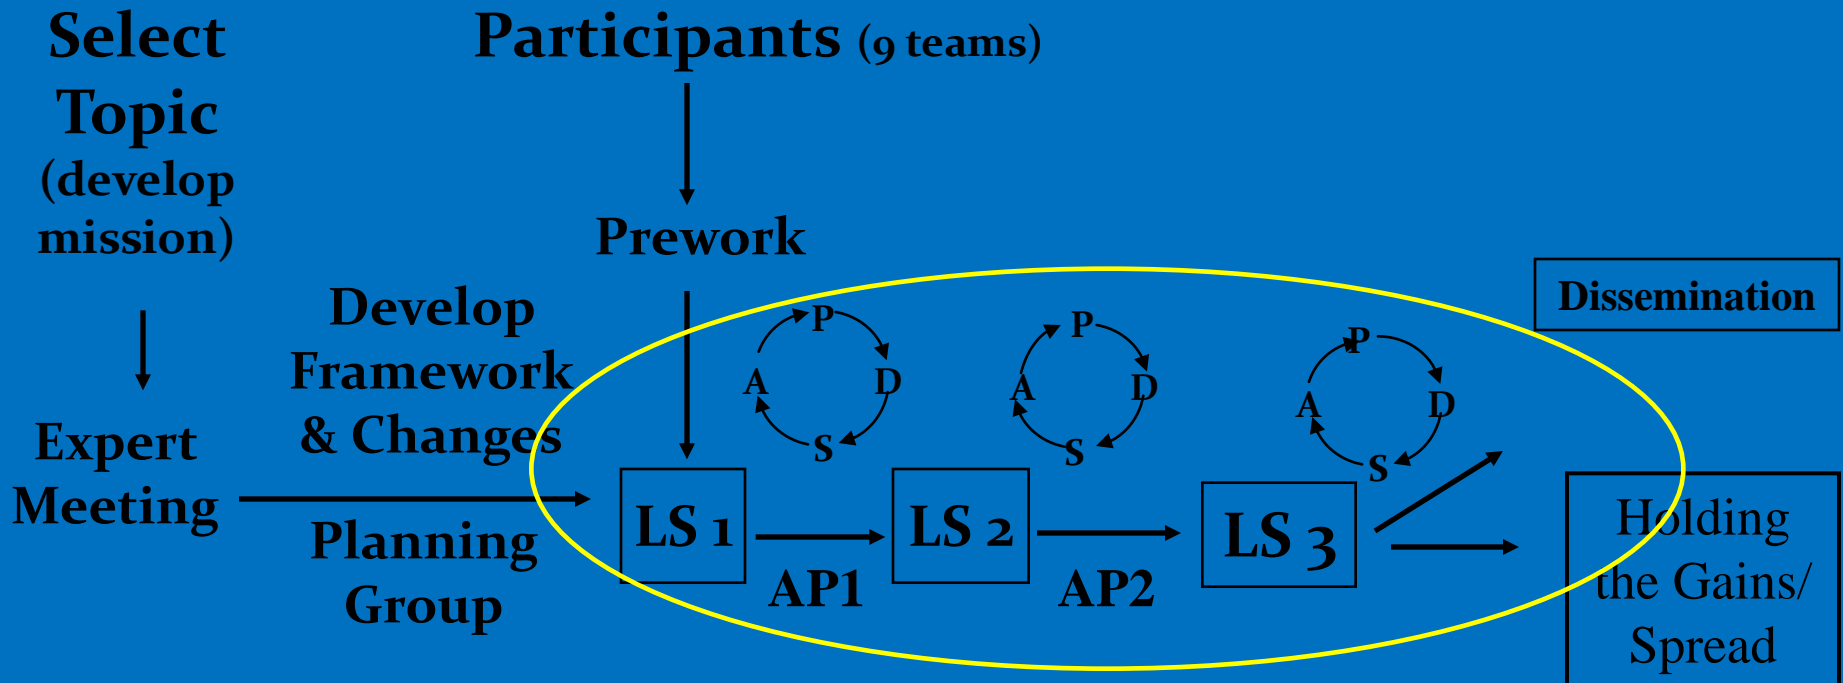 Select
Topic
(develop
mission)
Expert
Meeting
Develop
Framework
& Changes
Planning
Group
Participants (9 teams)
Prework
P
D
S
A
P
D
S
A
P
D
S
A
LS 1
AP1
LS 2
AP2
LS 3
Dissemination
Holding
the Gains/
Spread